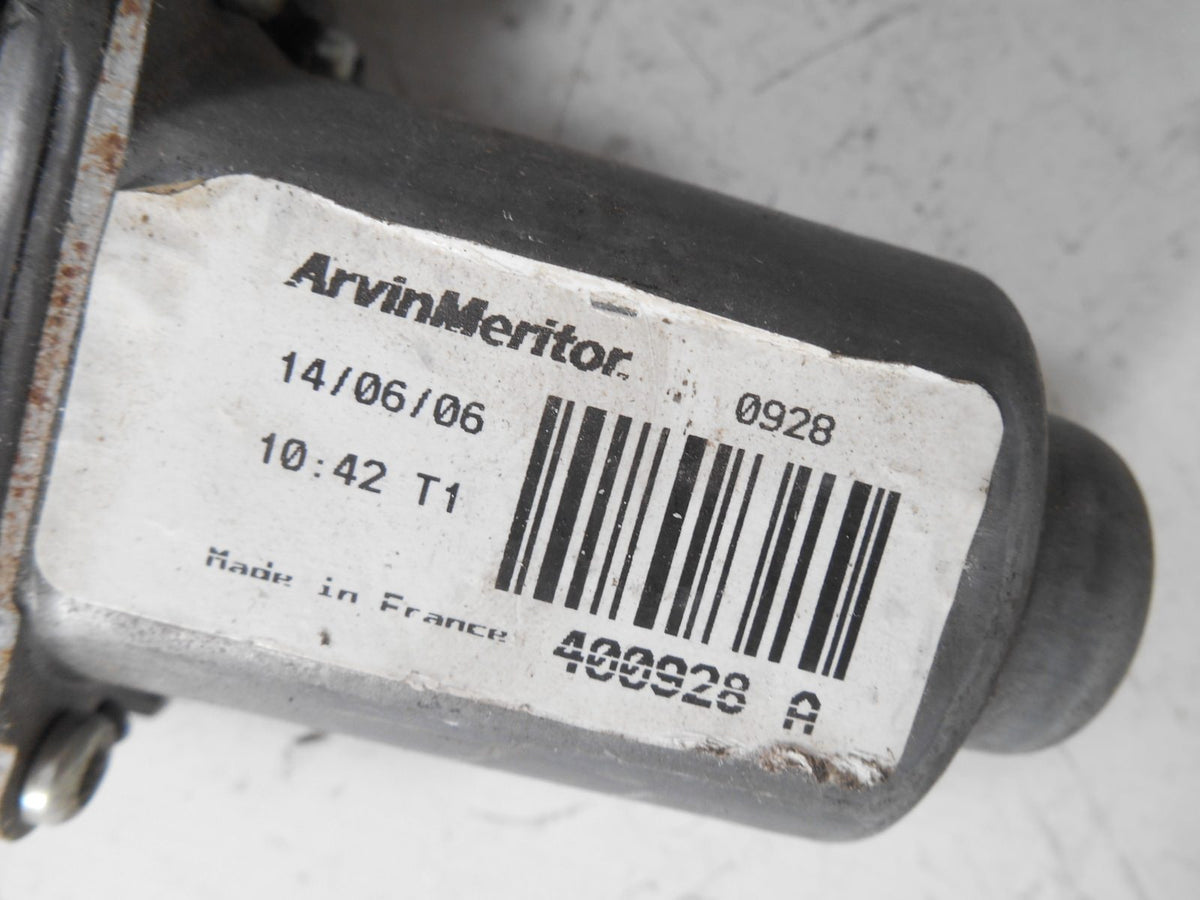 ArvinMeritor
14/06/06
0928
10:42 T1
Made in France
400928 A